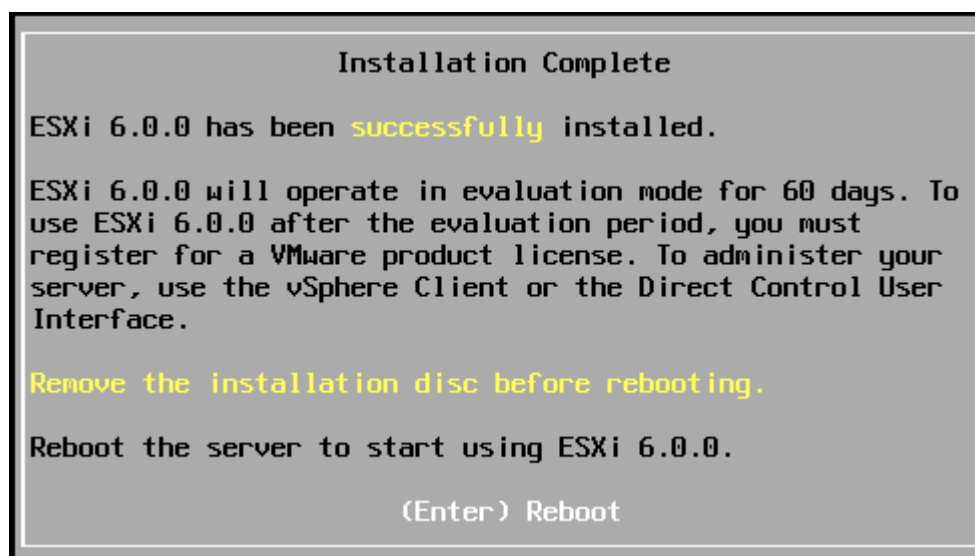 Installation Complete
ESXi 6.0.0 has been successfully installed.
ESXi 6.0.0 will operate in evaluation mode for 60 days. To
use ESXi 6.0.0 after the evaluation period, you must
register for a VMware product license. To administer your
server, use the vSphere Client or the Direct Control User
Interface.
Remove the installation disc before rebooting.
Reboot the server to start using ESXi 6.0.0.
(Enter) Reboot